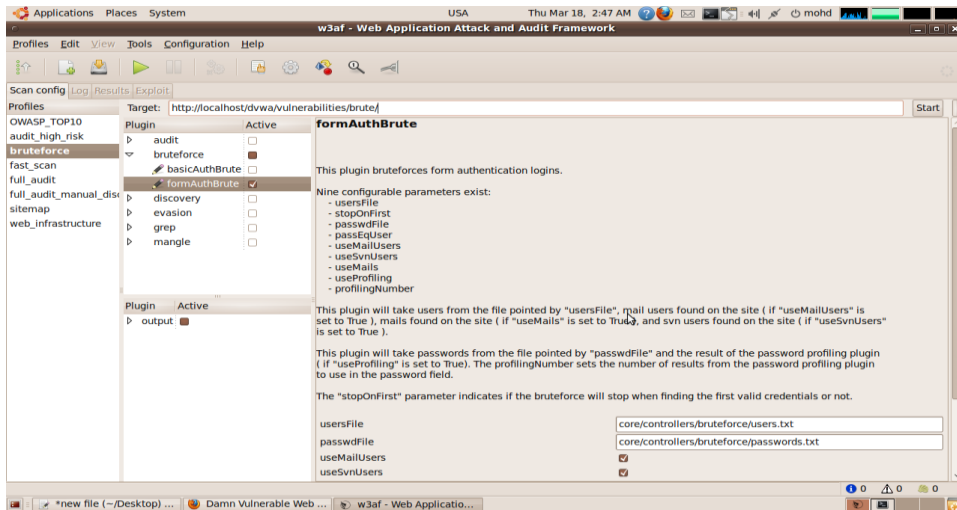 Applications Places System USA Thu Mar 18, 2:47 AM mohd
w3af - Web Application Attack and Audit Framework
Profiles Edit View Tools Configuration Help
Scan config Log Results Exploit
Profiles
OWASP_TOP10
audit_high_risk
bruteforce
fast_scan
full_audit
full_audit_manual_disc
sitemap
web_infrastructure
Target: http://localhost/dvwa/vulnerabilities/brute/ Start
Plugin Active
audit
bruteforce
basicAuthBrute
formAuthBrute
discovery
evasion
grep
mangle
Plugin Active
output
formAuthBrute
This plugin bruteforces form authentication logins.
Nine configurable parameters exist:
- usersFile
- stopOnFirst
- passwdFile
- passEqUser
- useMailUsers
- useSvnUsers
- useMails
- useProfiling
- profilingNumber
This plugin will take users from the file pointed by "usersFile", mail users found on the site ( if "useMailUsers" is
set to True ), mails found on the site ( if "useMails" is set to True ), and svn users found on the site ( if "useSvnUsers"
is set to True ).
This plugin will take passwords from the file pointed by "passwdFile" and the result of the password profiling plugin
( if "useProfiling" is set to True). The profilingNumber sets the number of results from the password profiling plugin
to use in the password field.
The "stopOnFirst" parameter indicates if the bruteforce will stop when finding the first valid credentials or not.
usersFile core/controllers/bruteforce/users.txt
passwdFile core/controllers/bruteforce/passwords.txt
useMailUsers
useSvnUsers
0 0 0
*new file (~/Desktop) ... Damn Vulnerable Web ... w3af - Web Applicatio...